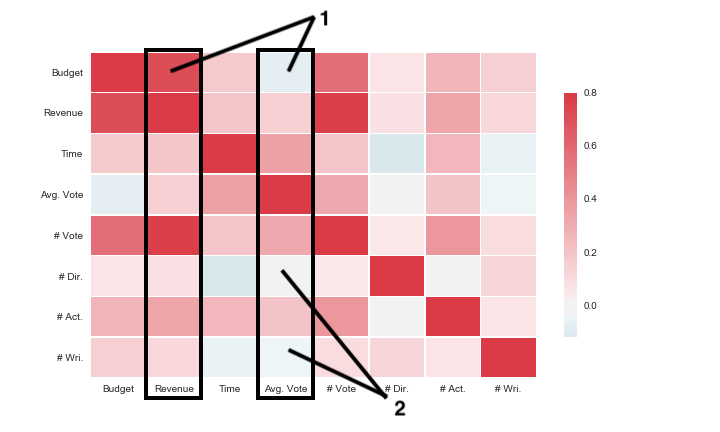 1
Budget
Revenue
Time
Avg. Vote
# Vote
# Dir.
# Act.
# Wri.
Budget Revenue Time Avg. Vote # Vote # Dir. # Act. # Wri.
2
0.8
0.6
0.4
0.2
0.0